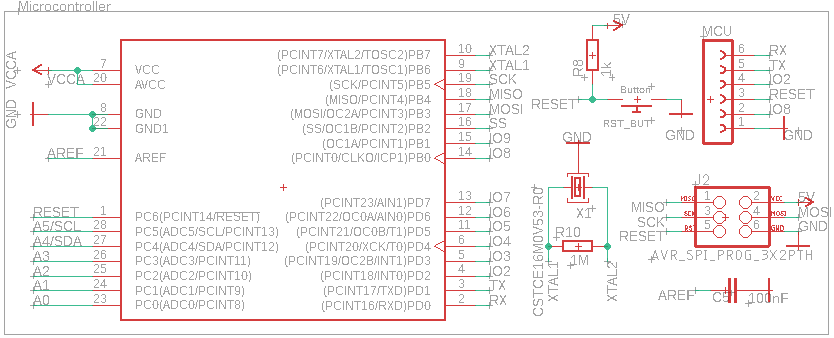 Microcontroller
VCCA
VCCA
GND
AREF
RESET
A5/SCL
A4/SDA
A3
A2
A1
A0
7 VCC
20 AVCC
8 GND
22 GND1
21 AREF
1 PC6(PCINT14/RESET)
28 PC5(ADC5/SCL/PCINT13)
27 PC4(ADC4/SDA/PCINT12)
26 PC3(ADC3/PCINT11)
25 PC2(ADC2/PCINT10)
24 PC1(ADC1/PCINT9)
23 PC0(ADC0/PCINT8)
(PCINT7/XTAL2/TOSC2)PB7 10 XTAL2
(PCINT6/XTAL1/TOSC1)PB6 9 XTAL1
(SCK/PCINT5)PB5 19 SCK
(MISO/PCINT4)PB4 18 MISO
(MOSI/OC2A/PCINT3)PB3 17 MOSI
(SS/OC1B/PCINT2)PB2 16 SS
(OC1A/PCINT1)PB1 15 IO9
(PCINT0/CLKO/ICP1)PB0 14 IO8
(PCINT23/AIN1)PD7 13 IO7
(PCINT22/OC0A/AIN0)PD6 12 IO6
(PCINT21/OC0B/T1)PD5 11 IO5
(PCINT20/XCK/T0)PD4 6 IO4
(PCINT19/OC2B/INT1)PD3 5 IO3
(PCINT18/INT0)PD2 4 IO2
(PCINT17/TXD)PD1 3 TX
(PCINT16/RXD)PD0 2 RX
5V
R8
1k
RESET
Button
RST_BUT
GND
GND
X1
CSTCE16M0V53-R0
R10
1M
XTAL1
XTAL2
MCU
6 RX
5 TX
4 IO2
3 RESET
2 IO8
1 GND
J2
MISO MISO 1 2 VCC 5V
SCK SCK 3 4 MOSI MOSI
RESET RST 5 6 GND GND
AVR_SPI_PROG_3X2PTH
AREF
C5
100nF